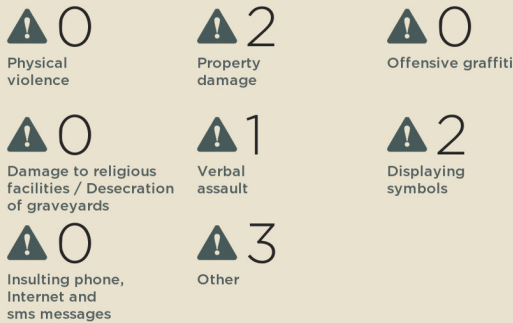 0
Physical
violence
2
Property
damage
0
Offensive graffiti
0
Damage to religious
facilities / Desecration
of graveyards
1
Verbal
assault
2
Displaying
symbols
0
Insulting phone,
Internet and
sms messages
3
Other